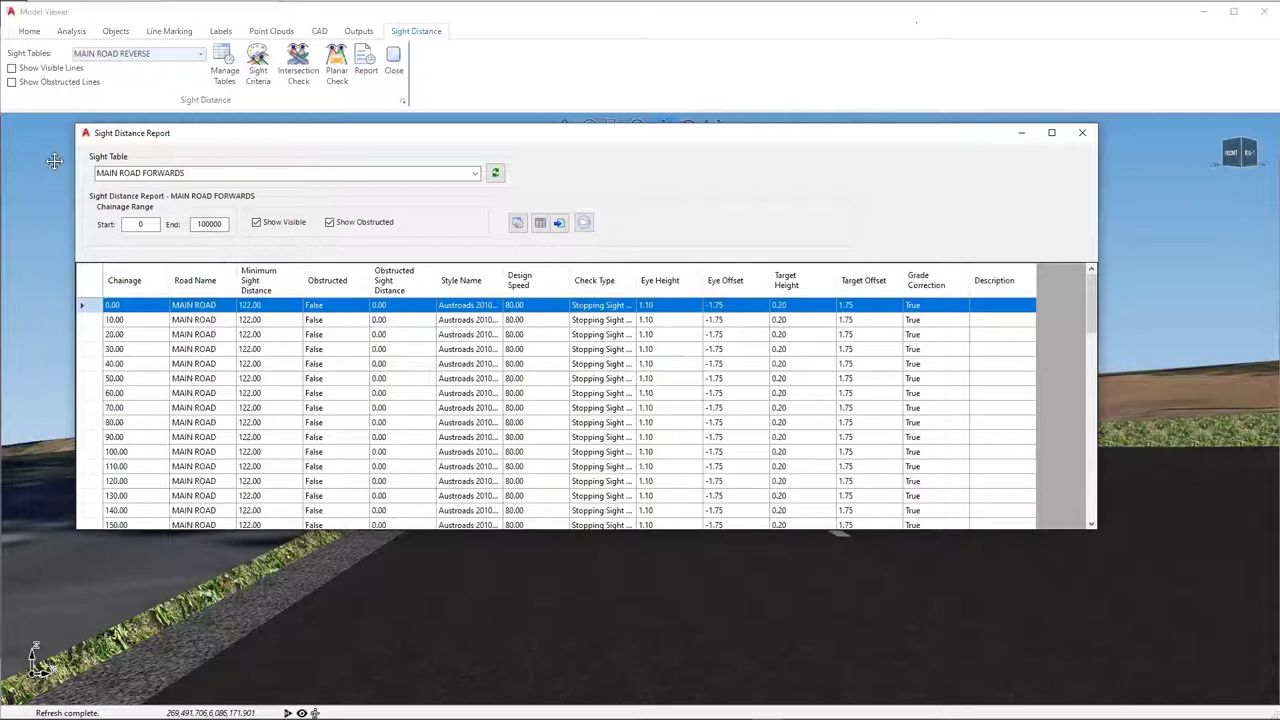 Model Viewer
Home Analysis Objects Line Marking Labels Point Clouds CAD Outputs Sight Distance
Sight Tables: MAIN ROAD REVERSE
Show Visible Lines
Show Obstructed Lines
Manage Tables
Sight Criteria
Intersection Check
Planar Check
Report
Close
Sight Distance
Sight Distance Report
Sight Table
MAIN ROAD FORWARDS
Sight Distance Report - MAIN ROAD FORWARDS
Chainage Range
Start: 0 End: 100000 Show Visible Show Obstructed
Chainage Road Name Minimum Sight Distance Obstructed Obstructed Sight Distance Style Name Design Speed Check Type Eye Height Eye Offset Target Height Target Offset Grade Correction Description
0.00 MAIN ROAD 122.00 False 0.00 Austroads 2010... 80.00 Stopping Sight ... 1.10 -1.75 0.20 1.75 True
10.00 MAIN ROAD 122.00 False 0.00 Austroads 2010... 80.00 Stopping Sight ... 1.10 -1.75 0.20 1.75 True
20.00 MAIN ROAD 122.00 False 0.00 Austroads 2010... 80.00 Stopping Sight ... 1.10 -1.75 0.20 1.75 True
30.00 MAIN ROAD 122.00 False 0.00 Austroads 2010... 80.00 Stopping Sight ... 1.10 -1.75 0.20 1.75 True
40.00 MAIN ROAD 122.00 False 0.00 Austroads 2010... 80.00 Stopping Sight ... 1.10 -1.75 0.20 1.75 True
50.00 MAIN ROAD 122.00 False 0.00 Austroads 2010... 80.00 Stopping Sight ... 1.10 -1.75 0.20 1.75 True
60.00 MAIN ROAD 122.00 False 0.00 Austroads 2010... 80.00 Stopping Sight ... 1.10 -1.75 0.20 1.75 True
70.00 MAIN ROAD 122.00 False 0.00 Austroads 2010... 80.00 Stopping Sight ... 1.10 -1.75 0.20 1.75 True
80.00 MAIN ROAD 122.00 False 0.00 Austroads 2010... 80.00 Stopping Sight ... 1.10 -1.75 0.20 1.75 True
90.00 MAIN ROAD 122.00 False 0.00 Austroads 2010... 80.00 Stopping Sight ... 1.10 -1.75 0.20 1.75 True
100.00 MAIN ROAD 122.00 False 0.00 Austroads 2010... 80.00 Stopping Sight ... 1.10 -1.75 0.20 1.75 True
110.00 MAIN ROAD 122.00 False 0.00 Austroads 2010... 80.00 Stopping Sight ... 1.10 -1.75 0.20 1.75 True
120.00 MAIN ROAD 122.00 False 0.00 Austroads 2010... 80.00 Stopping Sight ... 1.10 -1.75 0.20 1.75 True
130.00 MAIN ROAD 122.00 False 0.00 Austroads 2010... 80.00 Stopping Sight ... 1.10 -1.75 0.20 1.75 True
140.00 MAIN ROAD 122.00 False 0.00 Austroads 2010... 80.00 Stopping Sight ... 1.10 -1.75 0.20 1.75 True
150.00 MAIN ROAD 122.00 False 0.00 Austroads 2010... 80.00 Stopping Sight ... 1.10 -1.75 0.20 1.75 True
FRONT
Z
Refresh complete. 269,491.706,6,086,171.901